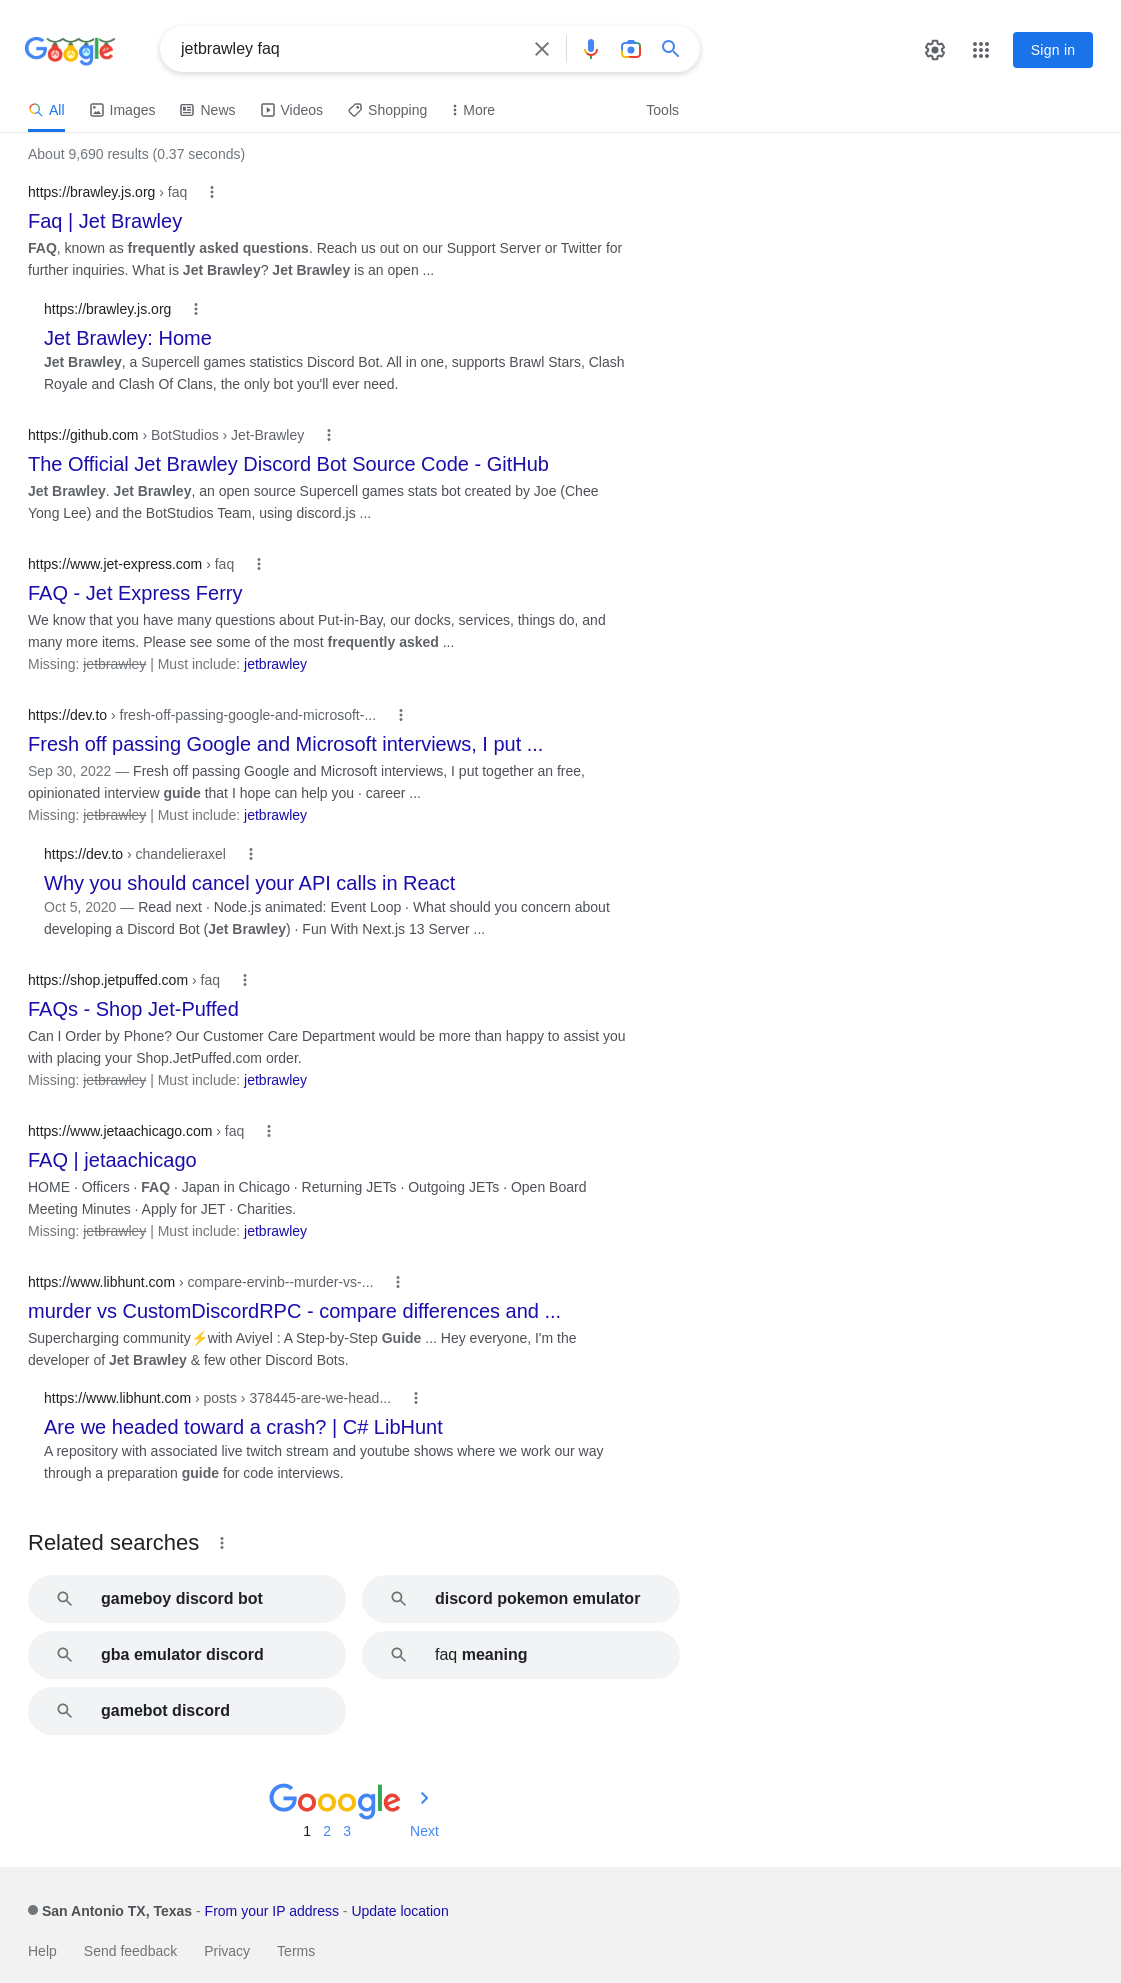 Google
jetbrawley faq
Sign in
All Images News Videos Shopping More Tools
About 9,690 results (0.37 seconds)
https://brawley.js.org › faq
Faq | Jet Brawley
FAQ, known as frequently asked questions. Reach us out on our Support Server or Twitter for
further inquiries. What is Jet Brawley? Jet Brawley is an open ...
https://brawley.js.org
Jet Brawley: Home
Jet Brawley, a Supercell games statistics Discord Bot. All in one, supports Brawl Stars, Clash
Royale and Clash Of Clans, the only bot you'll ever need.
https://github.com › BotStudios › Jet-Brawley
The Official Jet Brawley Discord Bot Source Code - GitHub
Jet Brawley. Jet Brawley, an open source Supercell games stats bot created by Joe (Chee
Yong Lee) and the BotStudios Team, using discord.js ...
https://www.jet-express.com › faq
FAQ - Jet Express Ferry
We know that you have many questions about Put-in-Bay, our docks, services, things do, and
many more items. Please see some of the most frequently asked ...
Missing: jetbrawley | Must include: jetbrawley
https://dev.to › fresh-off-passing-google-and-microsoft-...
Fresh off passing Google and Microsoft interviews, I put ...
Sep 30, 2022 — Fresh off passing Google and Microsoft interviews, I put together an free,
opinionated interview guide that I hope can help you · career ...
Missing: jetbrawley | Must include: jetbrawley
https://dev.to › chandelieraxel
Why you should cancel your API calls in React
Oct 5, 2020 — Read next · Node.js animated: Event Loop · What should you concern about
developing a Discord Bot (Jet Brawley) · Fun With Next.js 13 Server ...
https://shop.jetpuffed.com › faq
FAQs - Shop Jet-Puffed
Can I Order by Phone? Our Customer Care Department would be more than happy to assist you
with placing your Shop.JetPuffed.com order.
Missing: jetbrawley | Must include: jetbrawley
https://www.jetaachicago.com › faq
FAQ | jetaachicago
HOME · Officers · FAQ · Japan in Chicago · Returning JETs · Outgoing JETs · Open Board
Meeting Minutes · Apply for JET · Charities.
Missing: jetbrawley | Must include: jetbrawley
https://www.libhunt.com › compare-ervinb--murder-vs-...
murder vs CustomDiscordRPC - compare differences and ...
Supercharging community⚡with Aviyel : A Step-by-Step Guide ... Hey everyone, I'm the
developer of Jet Brawley & few other Discord Bots.
https://www.libhunt.com › posts › 378445-are-we-head...
Are we headed toward a crash? | C# LibHunt
A repository with associated live twitch stream and youtube shows where we work our way
through a preparation guide for code interviews.
Related searches
gameboy discord bot
discord pokemon emulator
gba emulator discord
faq meaning
gamebot discord
Gooogle
1 2 3 Next
San Antonio TX, Texas - From your IP address - Update location
Help Send feedback Privacy Terms